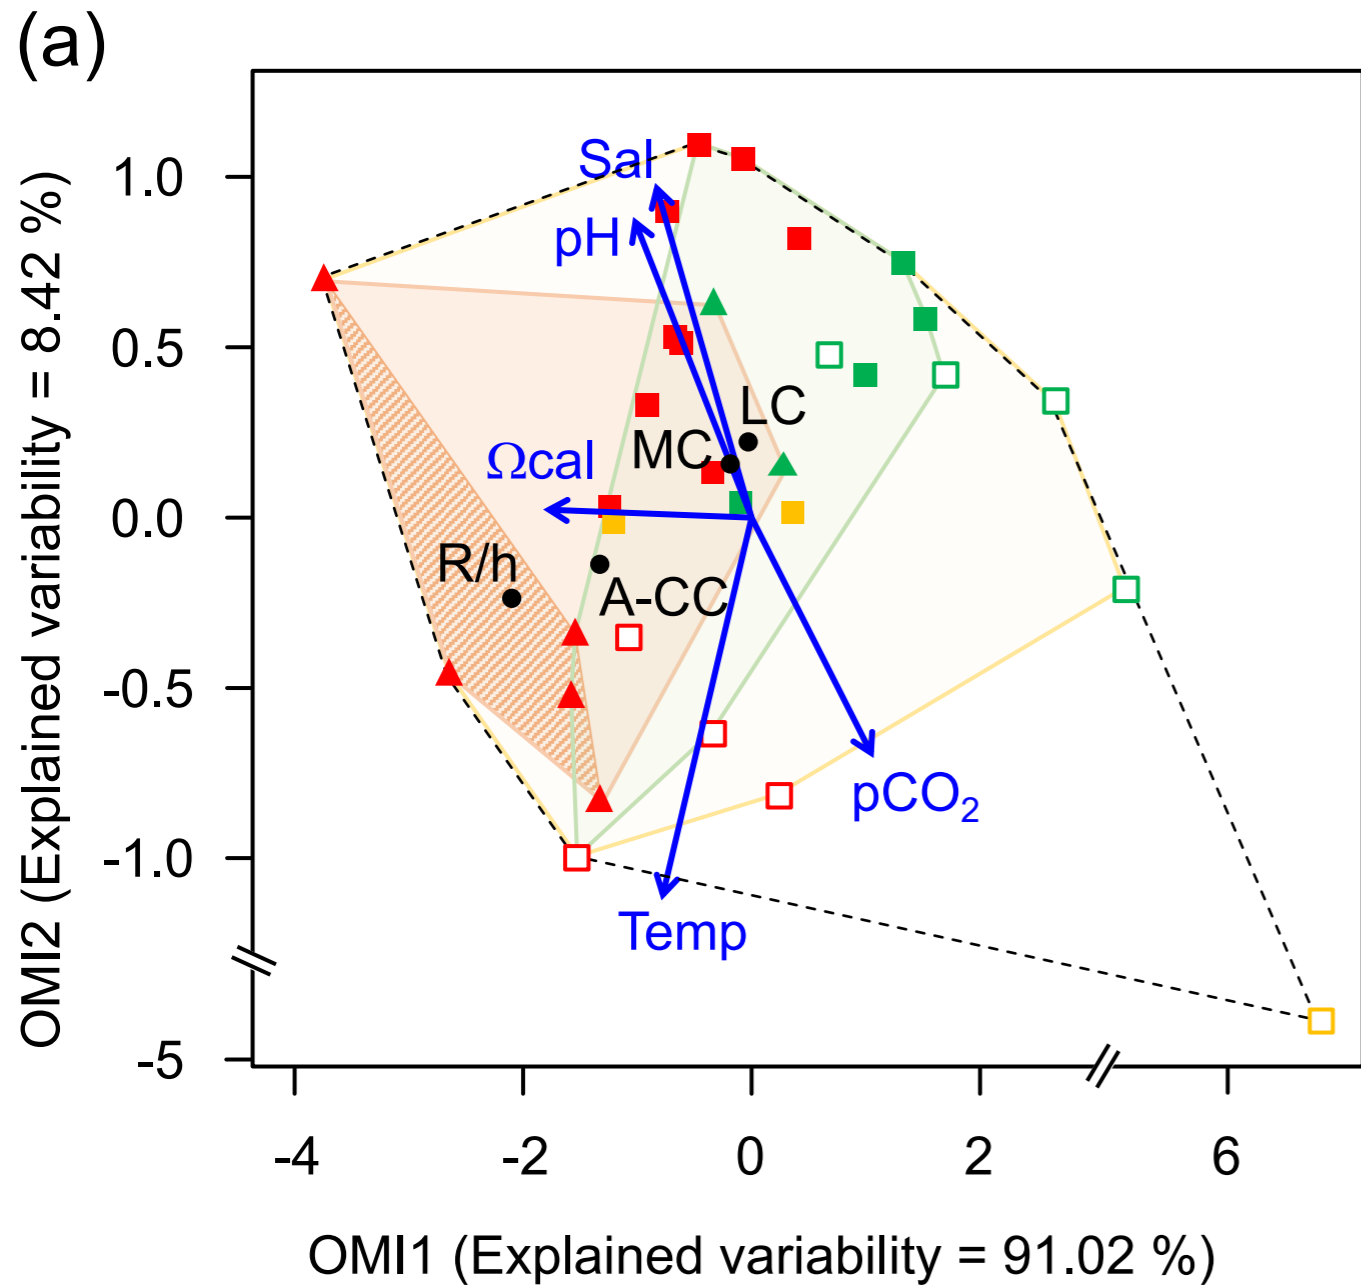 (a)
OMI2 (Explained variability = 8.42 %)
1.0
0.5
0.0
-0.5
-1.0
-5
Sal
pH
LC
MC
Ωcal
R/h
A-CC
pCO₂
Temp
-4
-2
0
2
6
OMI1 (Explained variability = 91.02 %)